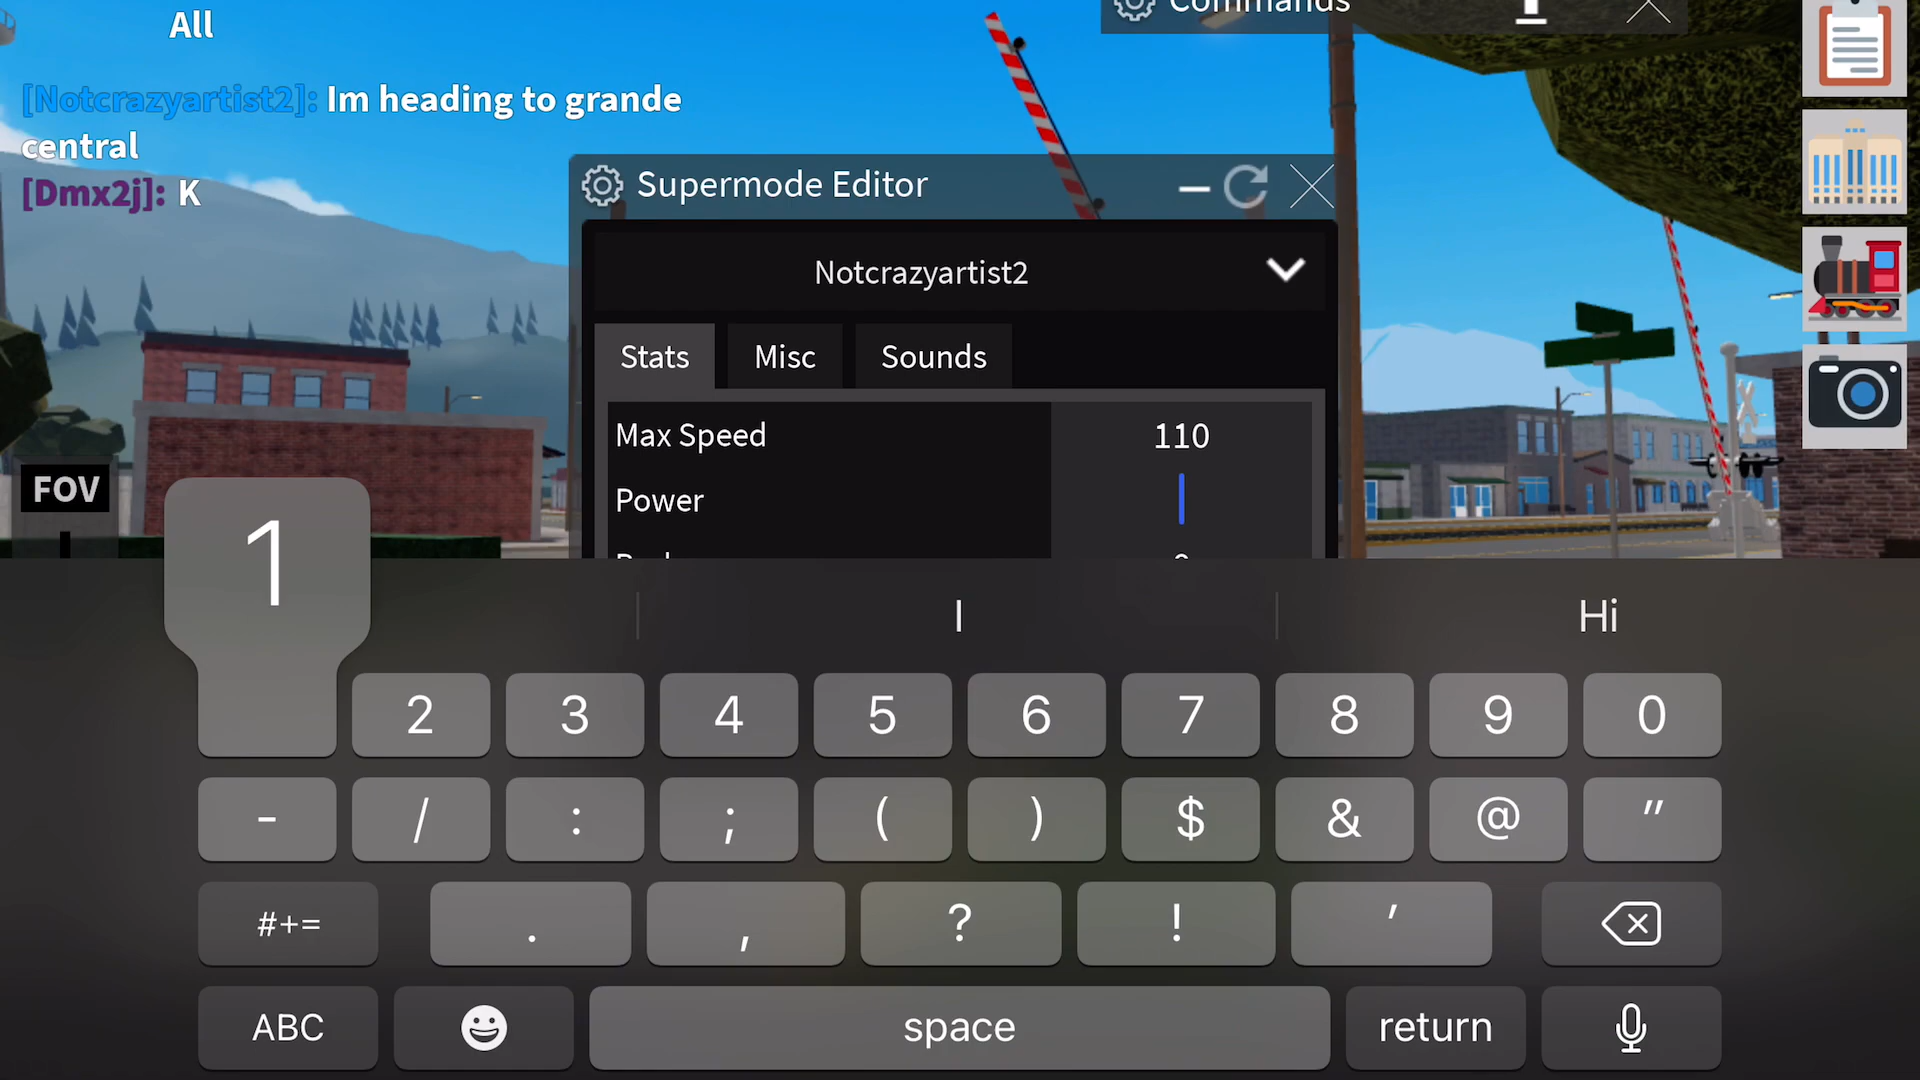 All
Commands
[Notcrazyartist2]: Im heading to grande
central
[Dmx2j]: K
Supermode Editor
Notcrazyartist2
Stats Misc Sounds
Max Speed 110
Power
FOV
I Hi
1 2 3 4 5 6 7 8 9 0
- / : ; ( ) $ & @ "
#+= . , ? ! '
ABC space return